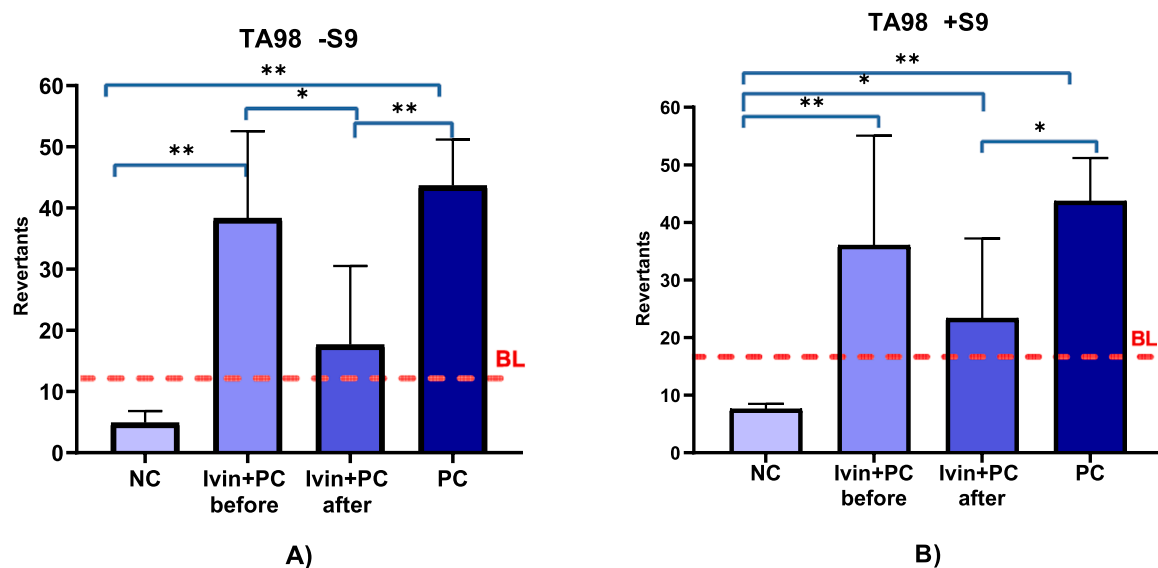 TA98 -S9
**
*
**
**
60
50
40
30
20
10
0
Revertants
BL
NC
Ivin+PC
before
Ivin+PC
after
PC
A)
TA98 +S9
**
*
**
*
60
50
40
30
20
10
0
Revertants
BL
NC
Ivin+PC
before
Ivin+PC
after
PC
B)